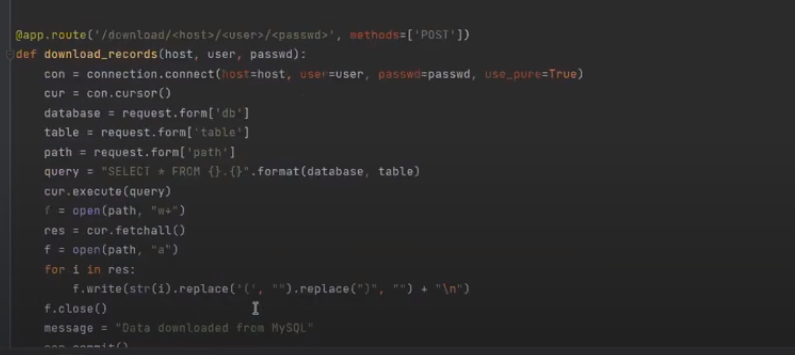 @app.route('/download/<host>/<user>/<passwd>', methods=['POST'])
def download_records(host, user, passwd):
    con = connection.connect(host=host, user=user, passwd=passwd, use_pure=True)
    cur = con.cursor()
    database = request.form['db']
    table = request.form['table']
    path = request.form['path']
    query = "SELECT * FROM {}.{}".format(database, table)
    cur.execute(query)
    f = open(path, "w+")
    res = cur.fetchall()
    f = open(path, "a")
    for i in res:
        f.write(str(i).replace('(', "").replace(")", "") + "\n")
    f.close()
    message = "Data downloaded from MySQL"
    con.commit()